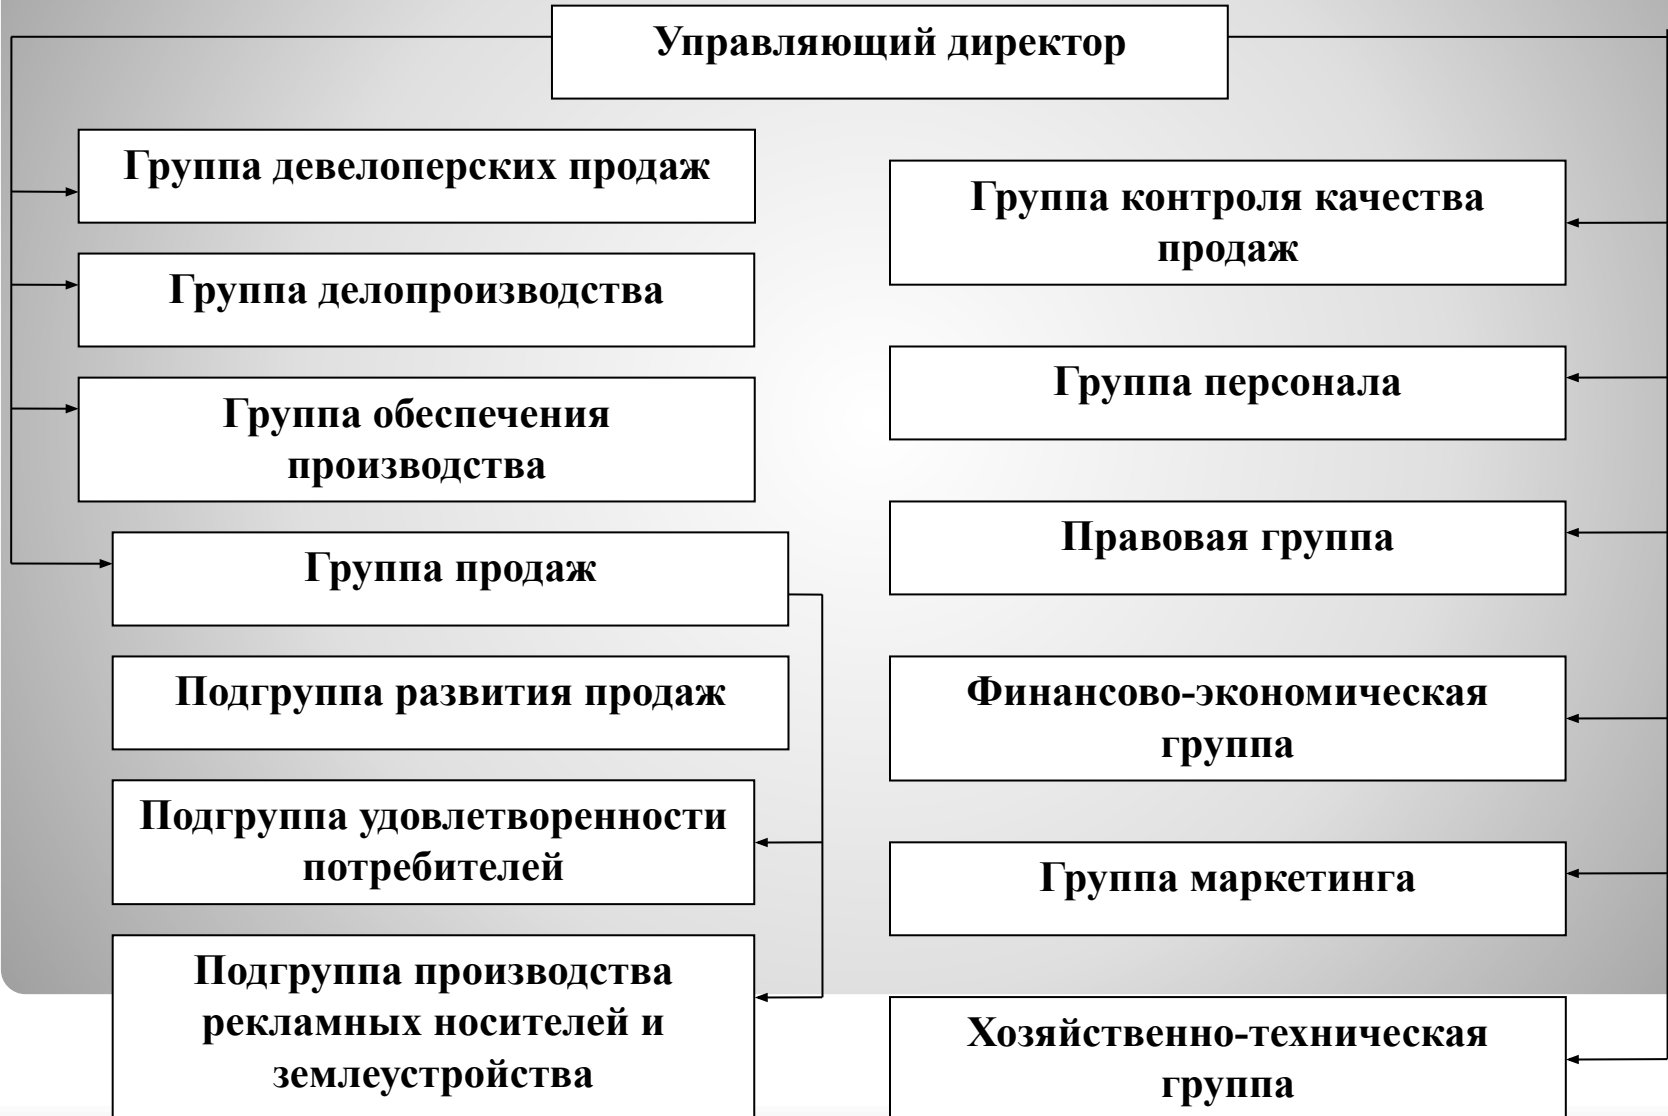 Управляющий директор
Группа девелоперских продаж
Группа делопроизводства
Группа обеспечения
производства
Группа продаж
Подгруппа развития продаж
Подгруппа удовлетворенности
потребителей
Подгруппа производства
рекламных носителей и
землеустройства
Группа контроля качества
продаж
Группа персонала
Правовая группа
Финансово-экономическая
группа
Группа маркетинга
Хозяйственно-техническая
группа